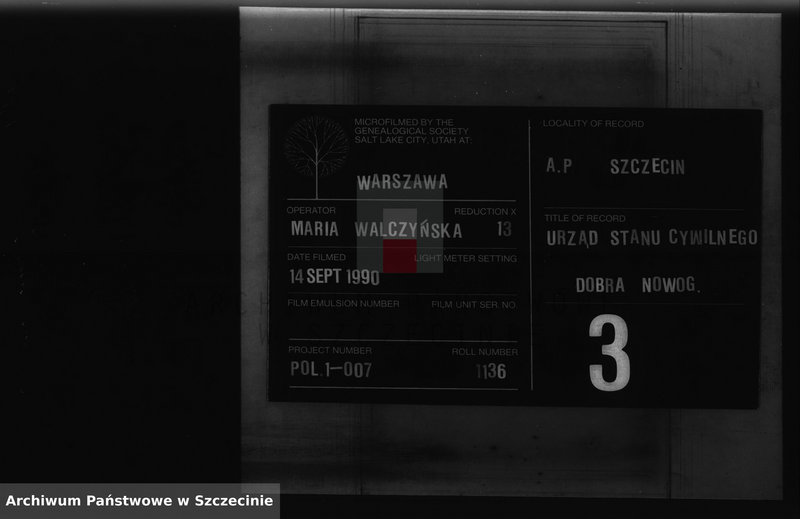 MICROFILMED BY THE
GENEALOGICAL SOCIETY
SALT LAKE CITY, UTAH AT:
WARSZAWA
OPERATOR REDUCTION X
MARIA WALCZYŃSKA 13
DATE FILMED LIGHT METER SETTING
14 SEPT 1990
FILM EMULSION NUMBER FILM UNIT SER. NO.
PROJECT NUMBER ROLL NUMBER
POL.1-007 1136
LOCALITY OF RECORD
A.P SZCZECIN
TITLE OF RECORD
URZĄD STANU CYWILNEGO
DOBRA NOWOG.
3
Archiwum Państwowe w Szczecinie